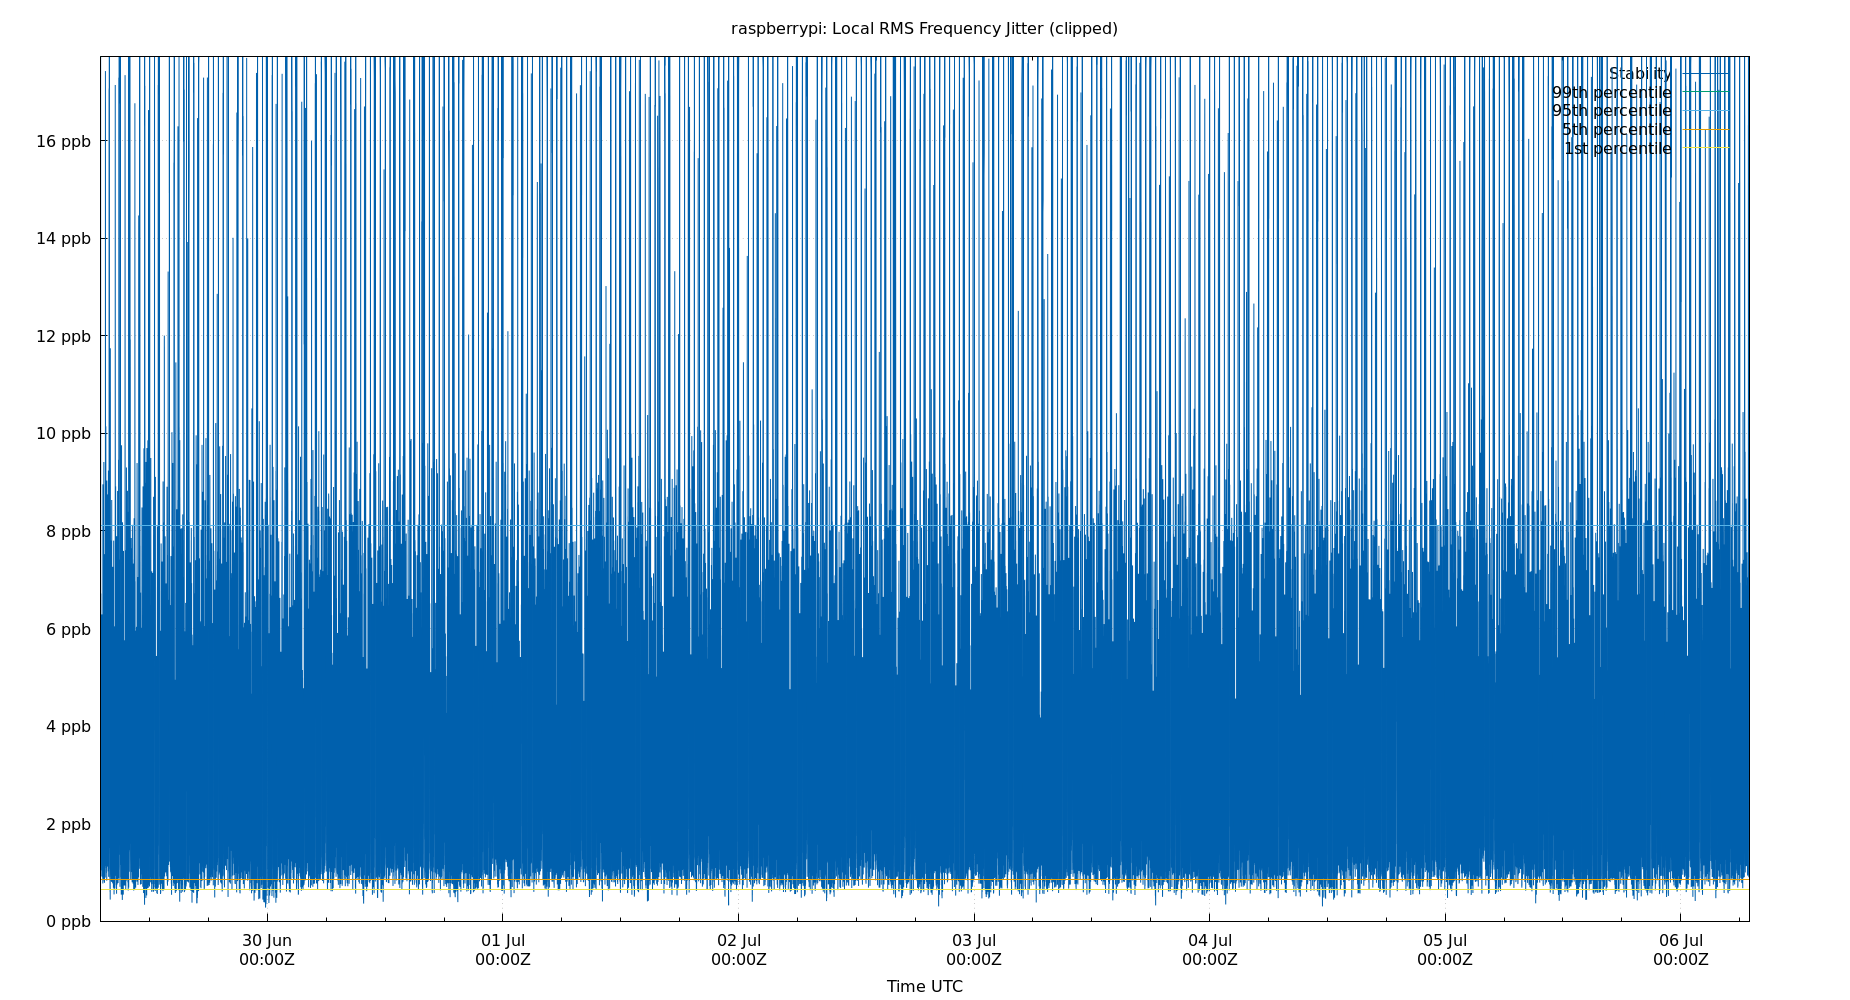 raspberrypi: Local RMS Frequency Jitter (clipped)
Stability
99th percentile
95th percentile
5th percentile
1st percentile
16 ppb
14 ppb
12 ppb
10 ppb
8 ppb
6 ppb
4 ppb
2 ppb
0 ppb
30 Jun 01 Jul 02 Jul 03 Jul 04 Jul 05 Jul 06 Jul
00:00Z 00:00Z 00:00Z 00:00Z 00:00Z 00:00Z 00:00Z
Time UTC